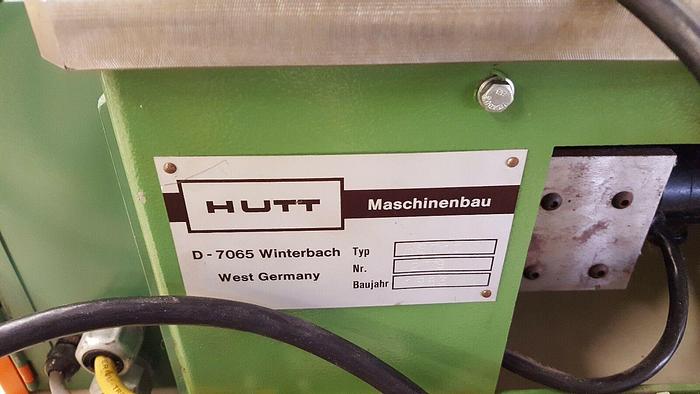 HUTT
Maschinenbau
D - 7065 Winterbach
West Germany
Typ
Nr.
Baujahr